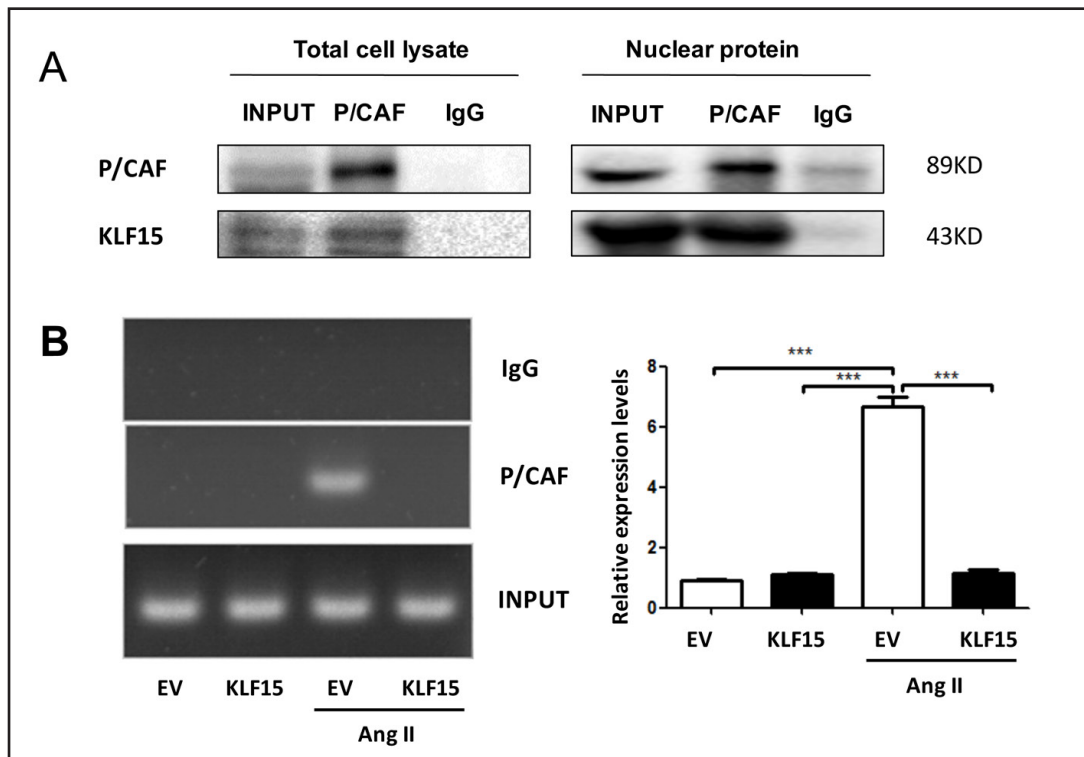 A
Total cell lysate
Nuclear protein
INPUT P/CAF IgG
INPUT P/CAF IgG
P/CAF
89KD
KLF15
43KD
B
IgG
P/CAF
INPUT
EV KLF15 EV KLF15
Ang II
Relative expression levels
8
6
4
2
0
***
***
***
EV KLF15 EV KLF15
Ang II